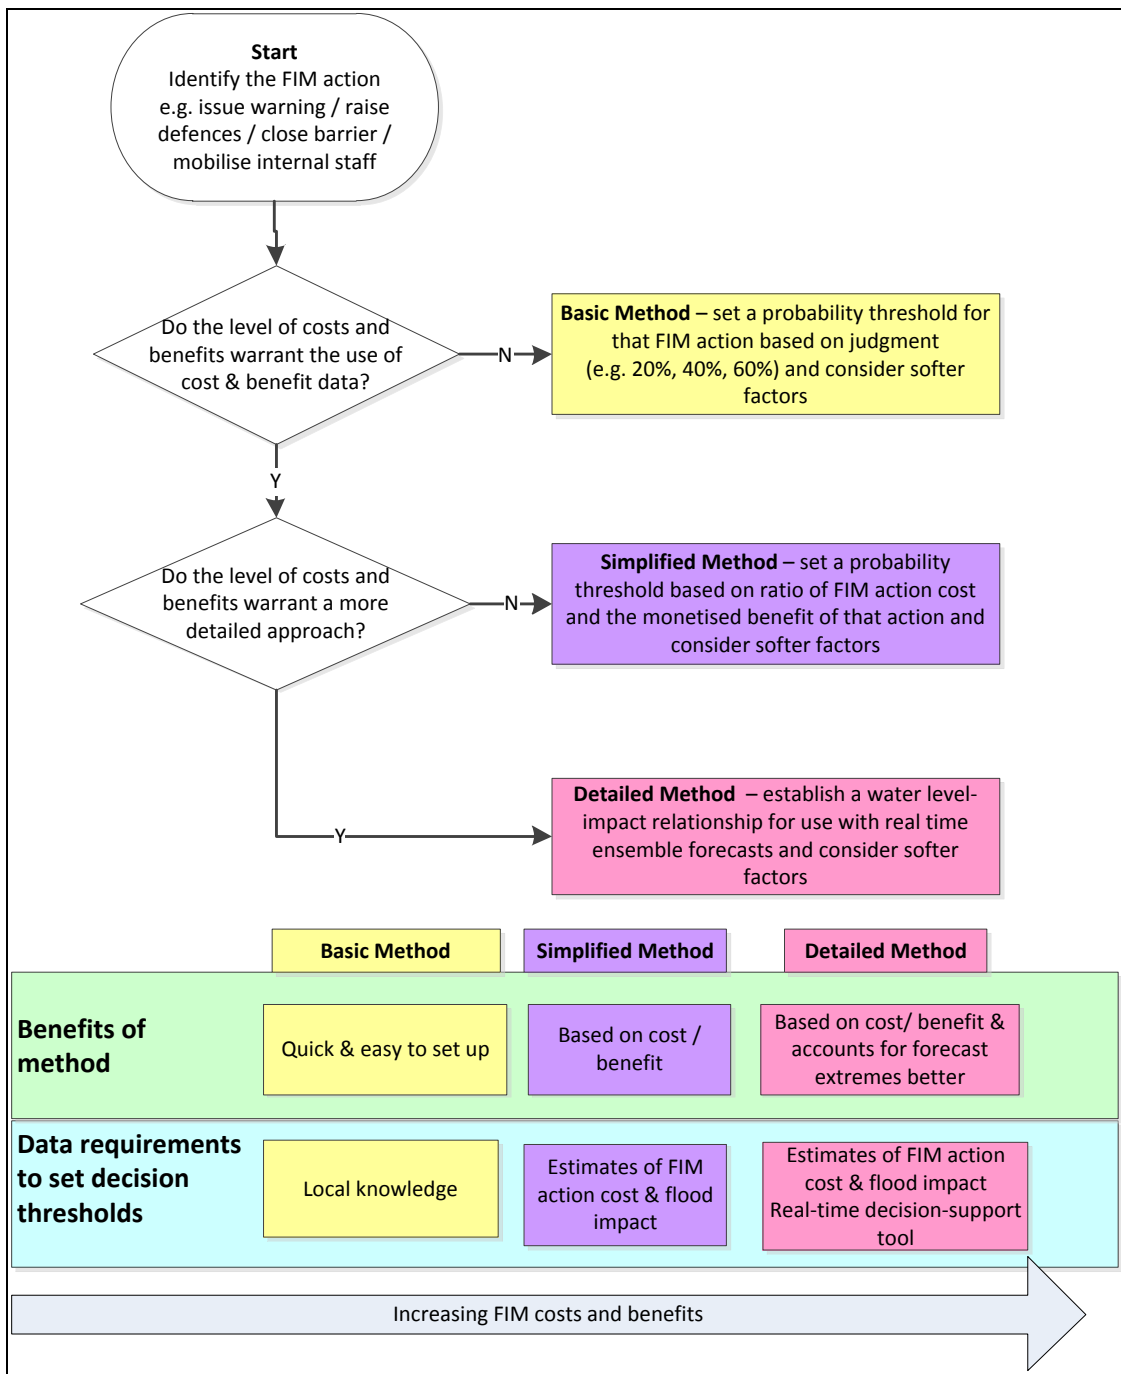 Start
Identify the FIM action
e.g. issue warning / raise
defences / close barrier /
mobilise internal staff
Do the level of costs and
benefits warrant the use of
cost & benefit data?
N
Basic Method – set a probability threshold for
that FIM action based on judgment
(e.g. 20%, 40%, 60%) and consider softer
factors
Y
Do the level of costs and
benefits warrant a more
detailed approach?
N
Simplified Method – set a probability
threshold based on ratio of FIM action cost
and the monetised benefit of that action and
consider softer factors
Y
Detailed Method – establish a water level-
impact relationship for use with real time
ensemble forecasts and consider softer
factors
Basic Method
Simplified Method
Detailed Method
Benefits of
method
Quick & easy to set up
Based on cost /
benefit
Based on cost/ benefit &
accounts for forecast
extremes better
Data requirements
to set decision
thresholds
Local knowledge
Estimates of FIM
action cost & flood
impact
Estimates of FIM action
cost & flood impact
Real-time decision-support
tool
Increasing FIM costs and benefits